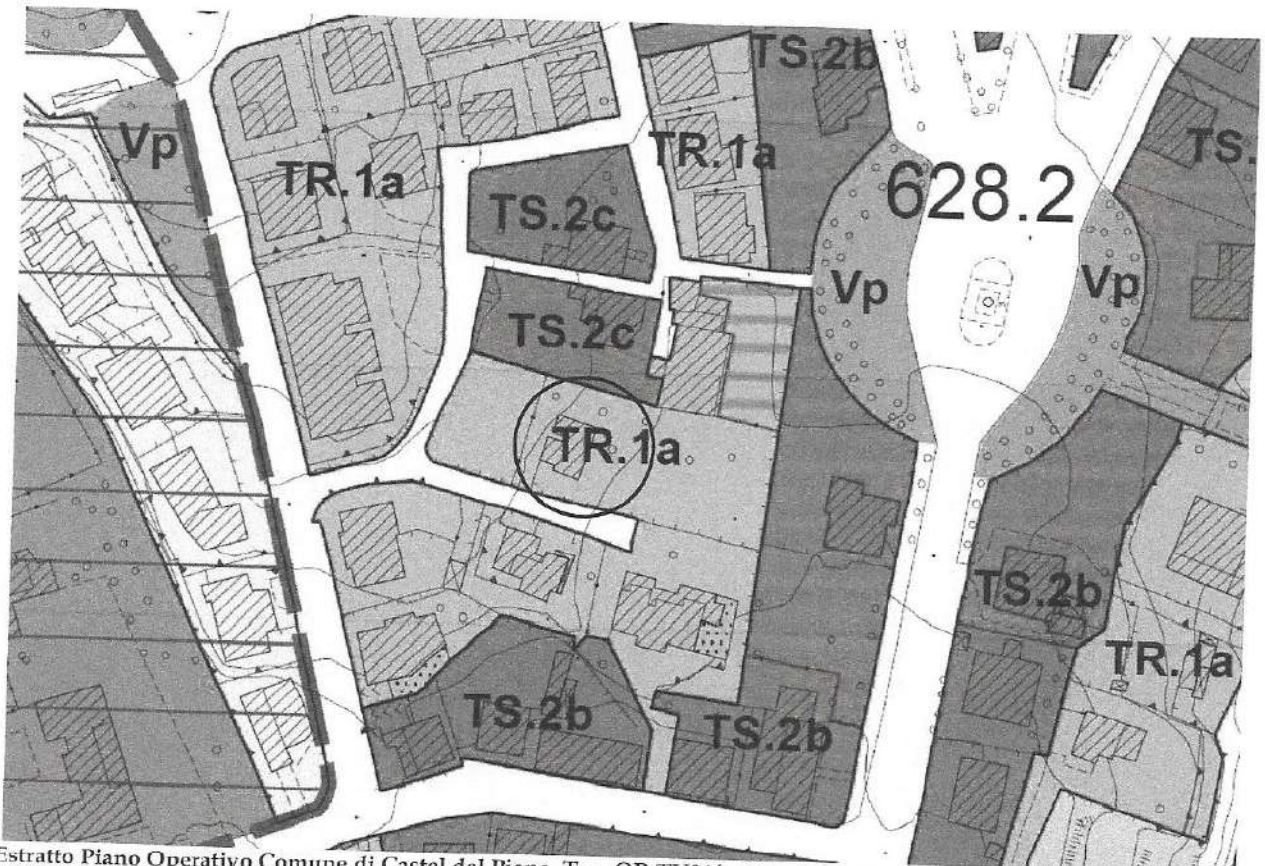 TS.2b
Vp
TR.1a
TR.1a
TS.
TS.2c
628.2
Vp
Vp
TS.2c
TR.1a
TS.2b
TR.1a
TS.2b
TS.2b
Estratto Piano Operativo Comune di Castel del Piano